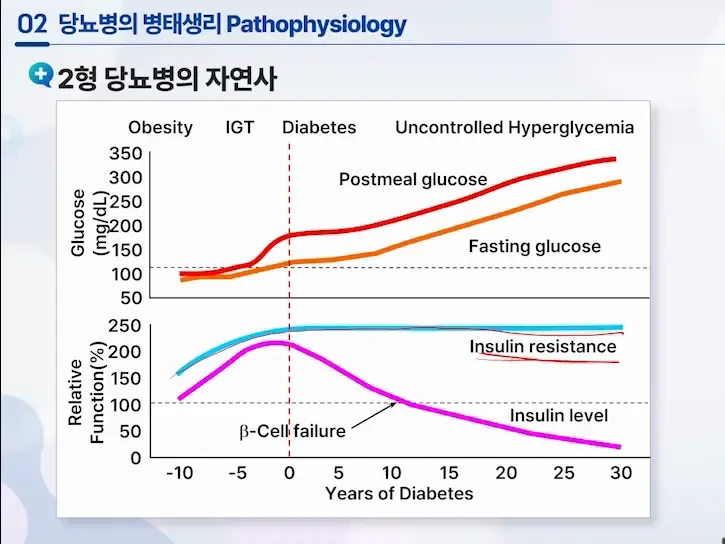 02 당뇨병의 병태생리 Pathophysiology
2형 당뇨병의 자연사
Obesity IGT Diabetes Uncontrolled Hyperglycemia
Glucose
(mg/dL)
350
300
250
200
150
100
50
Postmeal glucose
Fasting glucose
Relative
Function(%)
250
200
150
100
50
0
Insulin resistance
Insulin level
β-Cell failure
-10 -5 0 5 10 15 20 25 30
Years of Diabetes